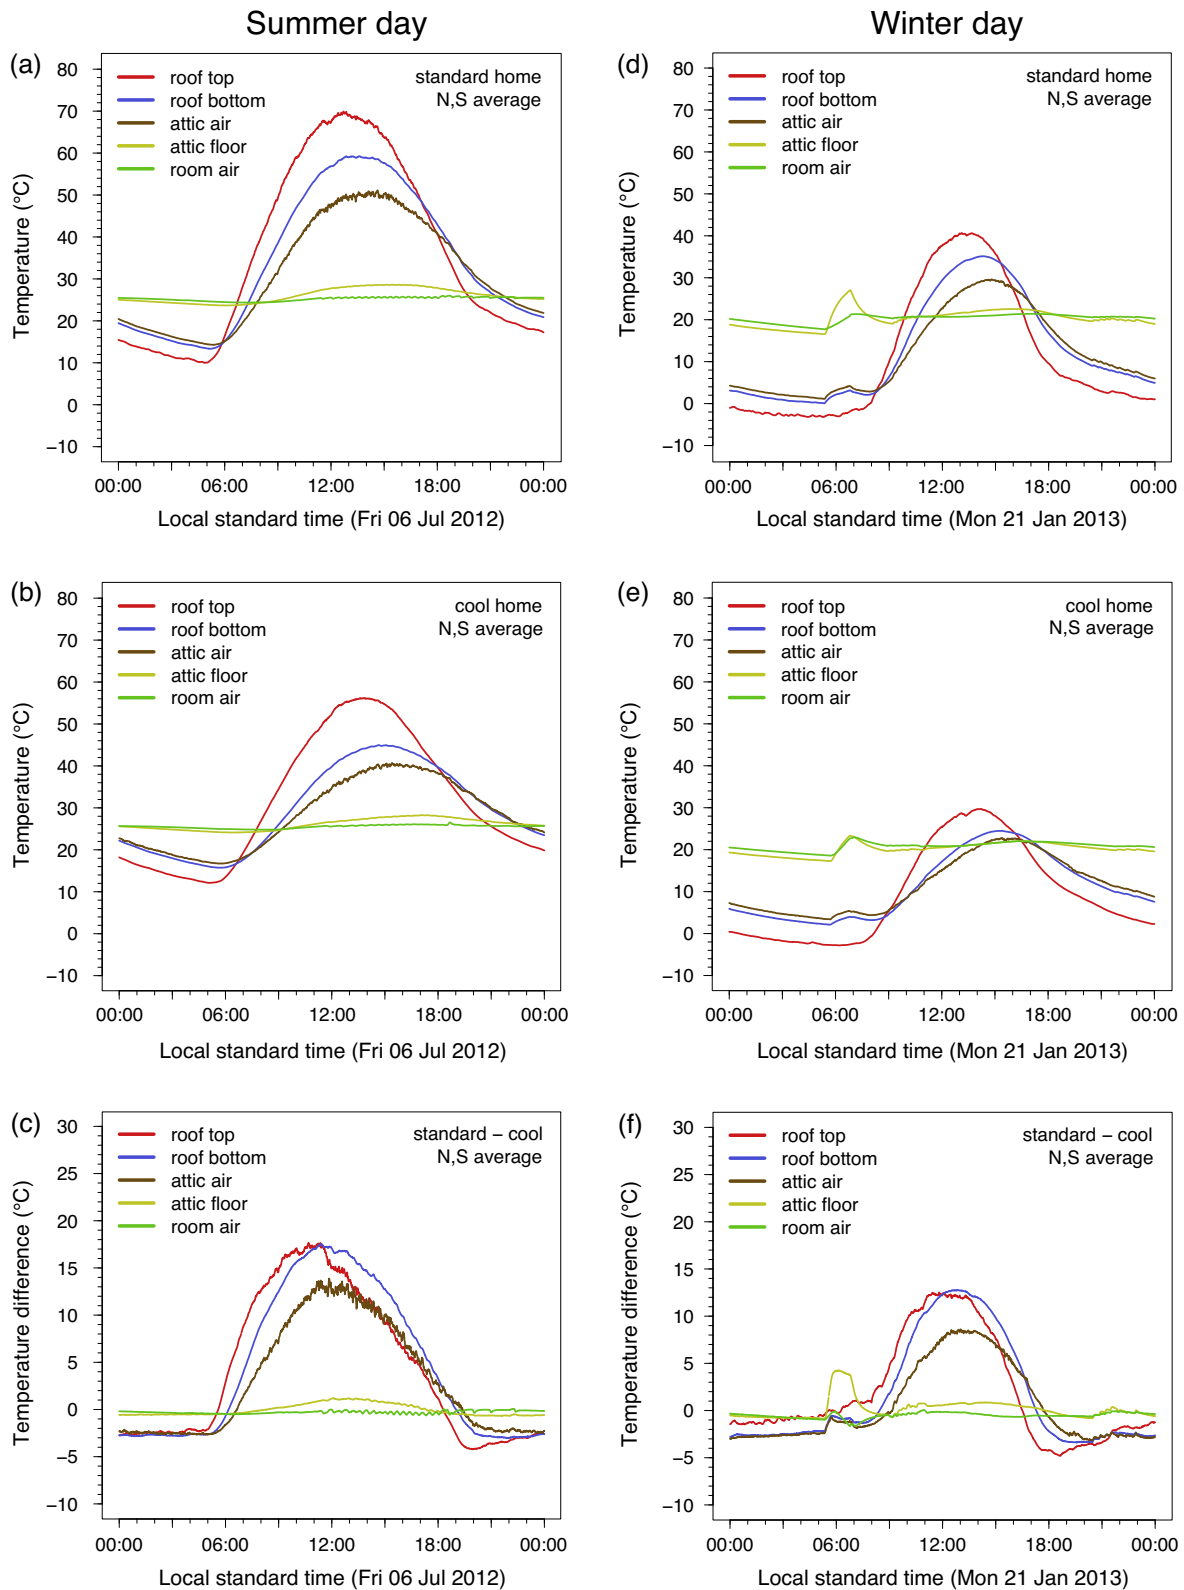 Summer day
Winter day
(a)
80
70
60
50
40
30
20
10
0
−10
Temperature (°C)
roof top
roof bottom
attic air
attic floor
room air
standard home
N,S average
00:00 06:00 12:00 18:00 00:00
Local standard time (Fri 06 Jul 2012)
(d)
80
70
60
50
40
30
20
10
0
−10
Temperature (°C)
roof top
roof bottom
attic air
attic floor
room air
standard home
N,S average
00:00 06:00 12:00 18:00 00:00
Local standard time (Mon 21 Jan 2013)
(b)
80
70
60
50
40
30
20
10
0
−10
Temperature (°C)
roof top
roof bottom
attic air
attic floor
room air
cool home
N,S average
00:00 06:00 12:00 18:00 00:00
Local standard time (Fri 06 Jul 2012)
(e)
80
70
60
50
40
30
20
10
0
−10
Temperature (°C)
roof top
roof bottom
attic air
attic floor
room air
cool home
N,S average
00:00 06:00 12:00 18:00 00:00
Local standard time (Mon 21 Jan 2013)
(c)
30
25
20
15
10
5
0
−5
−10
Temperature difference (°C)
roof top
roof bottom
attic air
attic floor
room air
standard − cool
N,S average
00:00 06:00 12:00 18:00 00:00
Local standard time (Fri 06 Jul 2012)
(f)
30
25
20
15
10
5
0
−5
−10
Temperature difference (°C)
roof top
roof bottom
attic air
attic floor
room air
standard − cool
N,S average
00:00 06:00 12:00 18:00 00:00
Local standard time (Mon 21 Jan 2013)